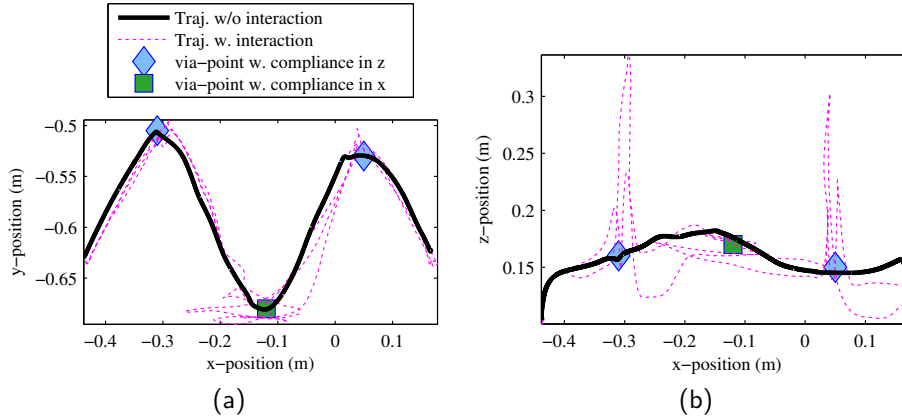 Traj. w/o interaction
Traj. w. interaction
via−point w. compliance in z
via−point w. compliance in x
−0.5
−0.55
−0.6
−0.65
y−position (m)
−0.4 −0.3 −0.2 −0.1 0 0.1
x−position (m)
(a)
0.3
0.25
0.2
0.15
z−position (m)
−0.4 −0.3 −0.2 −0.1 0 0.1
x−position (m)
(b)